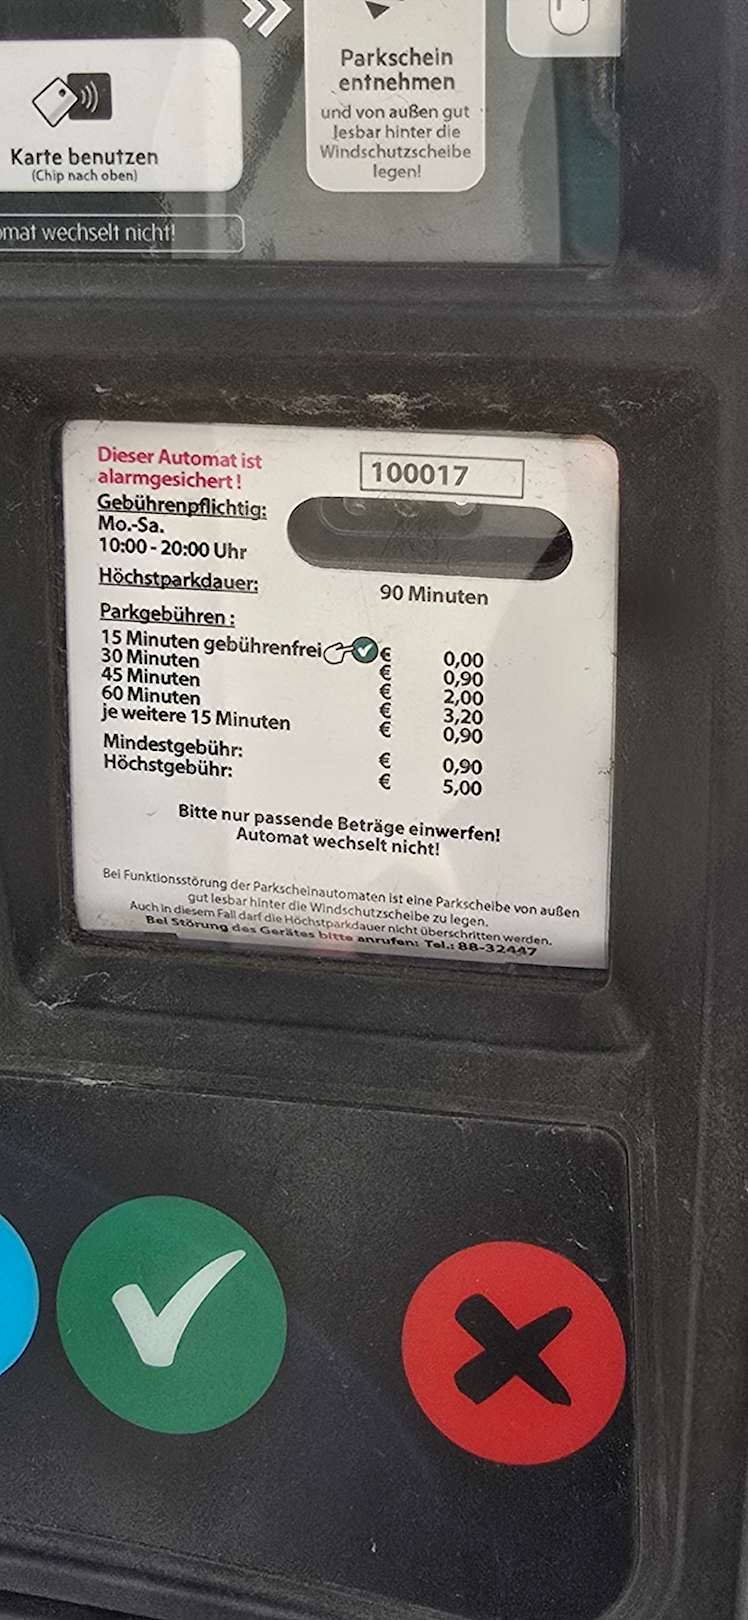 Parkschein
entnehmen
und von außen gut
lesbar hinter die
Windschutzscheibe
legen!
Karte benutzen
(Chip nach oben)
wechselt nicht!
Dieser Automat ist
alarmgesichert!
100017
Gebührenpflichtig:
Mo.-Sa.
10:00 - 20:00 Uhr
Höchstparkdauer: 90 Minuten
Parkgebühren :
15 Minuten gebührenfrei € 0,00
30 Minuten € 0,90
45 Minuten € 2,00
60 Minuten € 3,20
je weitere 15 Minuten € 0,90
Mindestgebühr: € 0,90
Höchstgebühr: € 5,00
Bitte nur passende Beträge einwerfen!
Automat wechselt nicht!
Bei Funktionsstörung der Parkscheinautomaten ist eine Parkscheibe von außen
gut lesbar hinter die Windschutzscheibe zu legen.
Auch in diesem Fall darf die Höchstparkdauer nicht überschritten werden.
Bei Störung des Gerätes bitte anrufen: Tel.: 88-32447